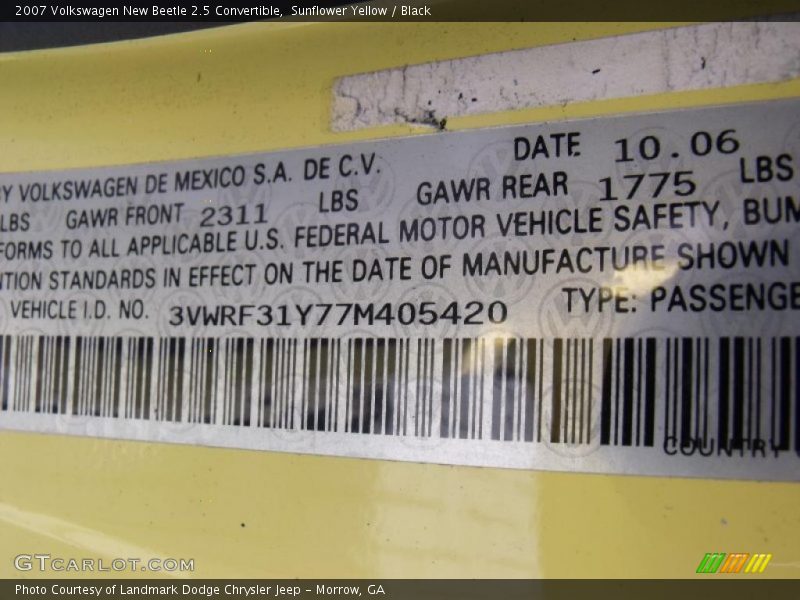 2007 Volkswagen New Beetle 2.5 Convertible, Sunflower Yellow / Black
DATE 10.06
BY VOLKSWAGEN DE MEXICO S.A. DE C.V.
LBS GAWR FRONT 2311 LBS GAWR REAR 1775 LBS
FORMS TO ALL APPLICABLE U.S. FEDERAL MOTOR VEHICLE SAFETY, BUM
NTION STANDARDS IN EFFECT ON THE DATE OF MANUFACTURE SHOWN
VEHICLE I.D. NO. 3VWRF31Y77M405420 TYPE: PASSENGE
COUNTRY
GTCARLOT.COM
Photo Courtesy of Landmark Dodge Chrysler Jeep – Morrow, GA